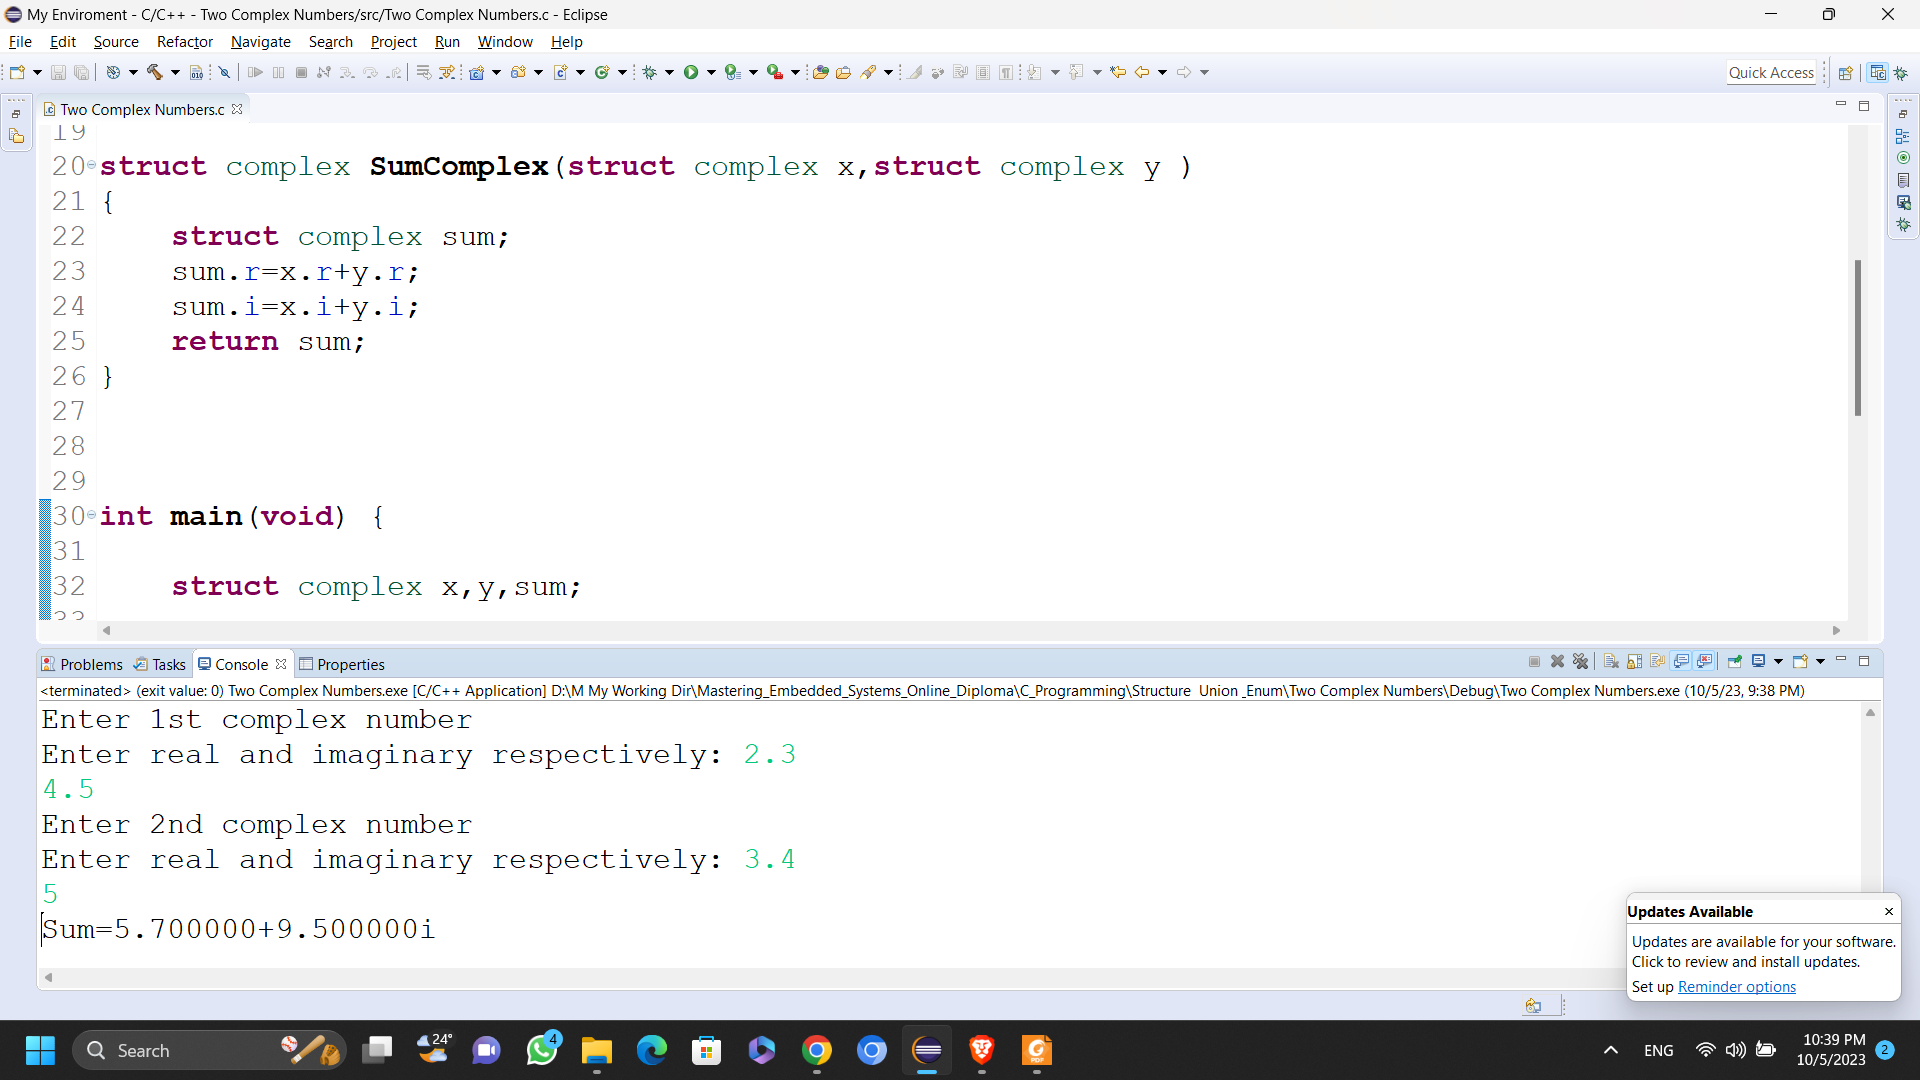 My Enviroment - C/C++ - Two Complex Numbers/src/Two Complex Numbers.c - Eclipse
File Edit Source Refactor Navigate Search Project Run Window Help
Quick Access
Two Complex Numbers.c
19
20 struct complex SumComplex(struct complex x,struct complex y )
21 {
22 struct complex sum;
23 sum.r=x.r+y.r;
24 sum.i=x.i+y.i;
25 return sum;
26 }
27
28
29
30 int main(void) {
31
32 struct complex x,y,sum;
33
Problems Tasks Console Properties
<terminated> (exit value: 0) Two Complex Numbers.exe [C/C++ Application] D:\M My Working Dir\Mastering_Embedded_Systems_Online_Diploma\C_Programming\Structure Union _Enum\Two Complex Numbers\Debug\Two Complex Numbers.exe (10/5/23, 9:38 PM)
Enter 1st complex number
Enter real and imaginary respectively: 2.3
4.5
Enter 2nd complex number
Enter real and imaginary respectively: 3.4
5
Sum=5.700000+9.500000i
Updates Available
Updates are available for your software.
Click to review and install updates.
Set up Reminder options
Search
24°
4
PDF
ENG
10:39 PM
10/5/2023
2